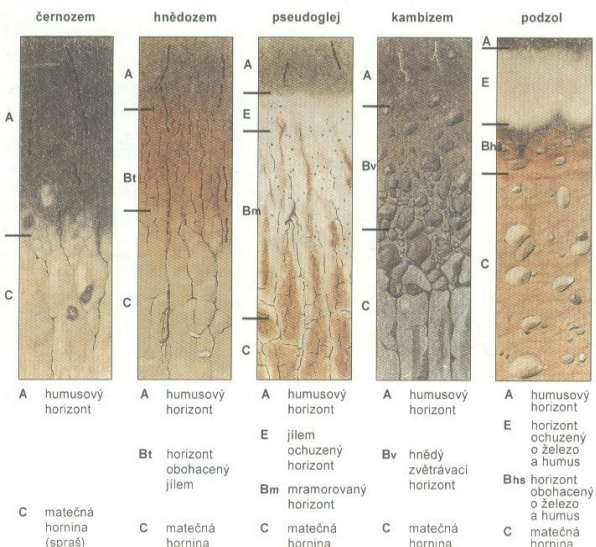 černozem
hnědozem
pseudoglej
kambizem
podzol
A
C
A
Bt
C
A
E
Bm
C
A
Bv
C
A
E
Bhs
C
A humusový
horizont
C matečná
hornina
(spraš)
A humusový
horizont
Bt horizont
obohacený
jílem
C matečná
hornina
A humusový
horizont
E jílem
ochuzený
horizont
Bm mramorovaný
horizont
C matečná
hornina
A humusový
horizont
Bv hnědý
zvětrávací
horizont
C matečná
hornina
A humusový
horizont
E horizont
ochuzený
o železo
a humus
Bhs horizont
obohacený
o železo
a humus
C matečná
hornina